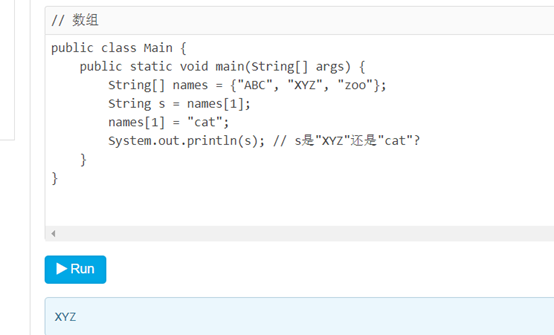 // 数组
public class Main {
    public static void main(String[] args) {
        String[] names = {"ABC", "XYZ", "zoo"};
        String s = names[1];
        names[1] = "cat";
        System.out.println(s); // s是"XYZ"还是"cat"?
    }
}
Run
XYZ